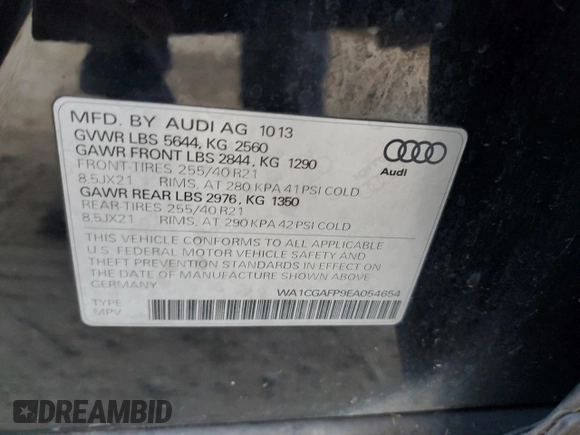 MFD. BY AUDI AG 10 13
GVWR LBS 5644, KG 2560
GAWR FRONT LBS 2844, KG 1290
FRONT-TIRES 255/40 R21
8,5JX21 RIMS, AT 280 KPA 41 PSI COLD
GAWR REAR LBS 2976, KG 1350
REAR-TIRES 255/40 R21
8,5JX21 RIMS, AT 290 KPA 42 PSI COLD
Audi
THIS VEHICLE CONFORMS TO ALL APPLICABLE
U.S. FEDERAL MOTOR VEHICLE SAFETY AND
THEFT PREVENTION STANDARDS IN EFFECT ON
DATE OF MANUFACTURE SHOWN ABOVE
GERMANY
WA1CGAFP9EA054654
TYPE:
MPV
DREAMBID